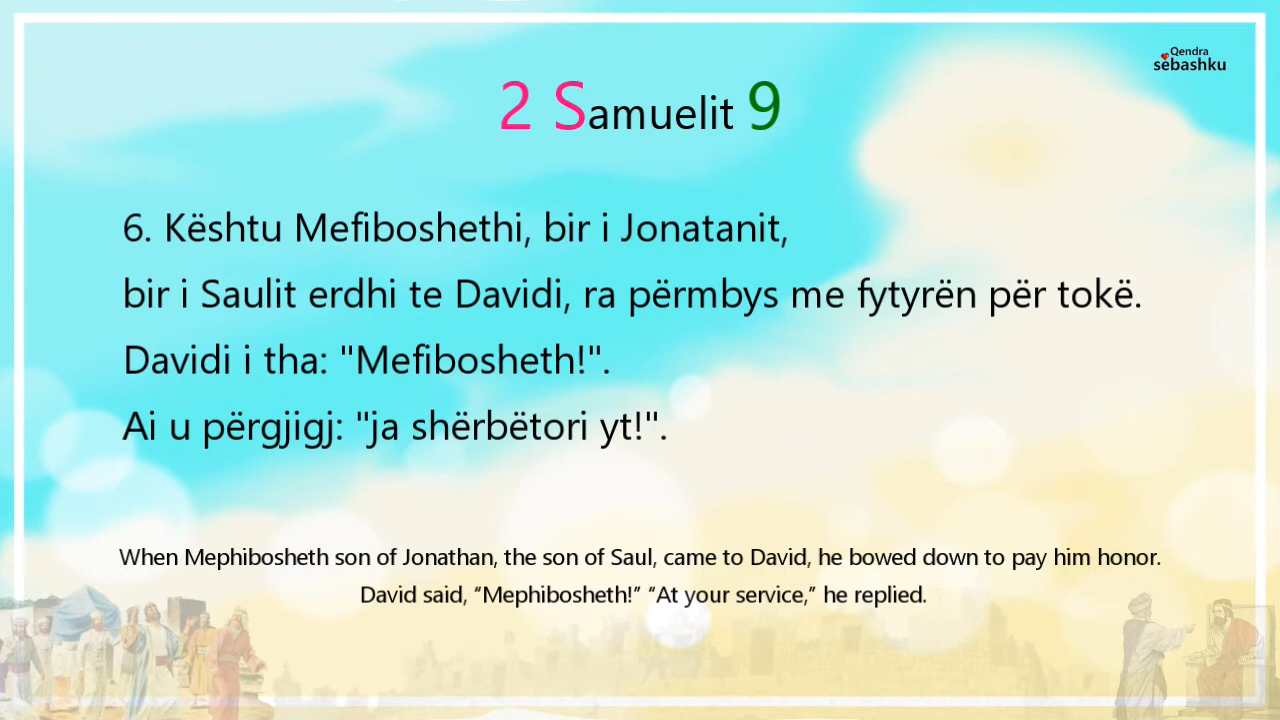 Qendra
sëbashku
2 Samuelit 9
6. Kështu Mefiboshethi, bir i Jonatanit,
bir i Saulit erdhi te Davidi, ra përmbys me fytyrën për tokë.
Davidi i tha: "Mefibosheth!".
Ai u përgjigj: "ja shërbëtori yt!".
When Mephibosheth son of Jonathan, the son of Saul, came to David, he bowed down to pay him honor.
David said, “Mephibosheth!” “At your service,” he replied.